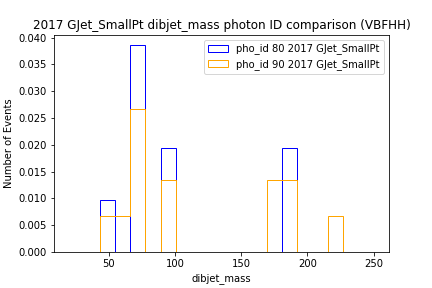 2017 GJet_SmallPt dibjet_mass photon ID comparison (VBFHH)
pho_id 80 2017 GJet_SmallPt
pho_id 90 2017 GJet_SmallPt
Number of Events
0.040
0.035
0.030
0.025
0.020
0.015
0.010
0.005
0.000
50
100
150
200
250
dibjet_mass